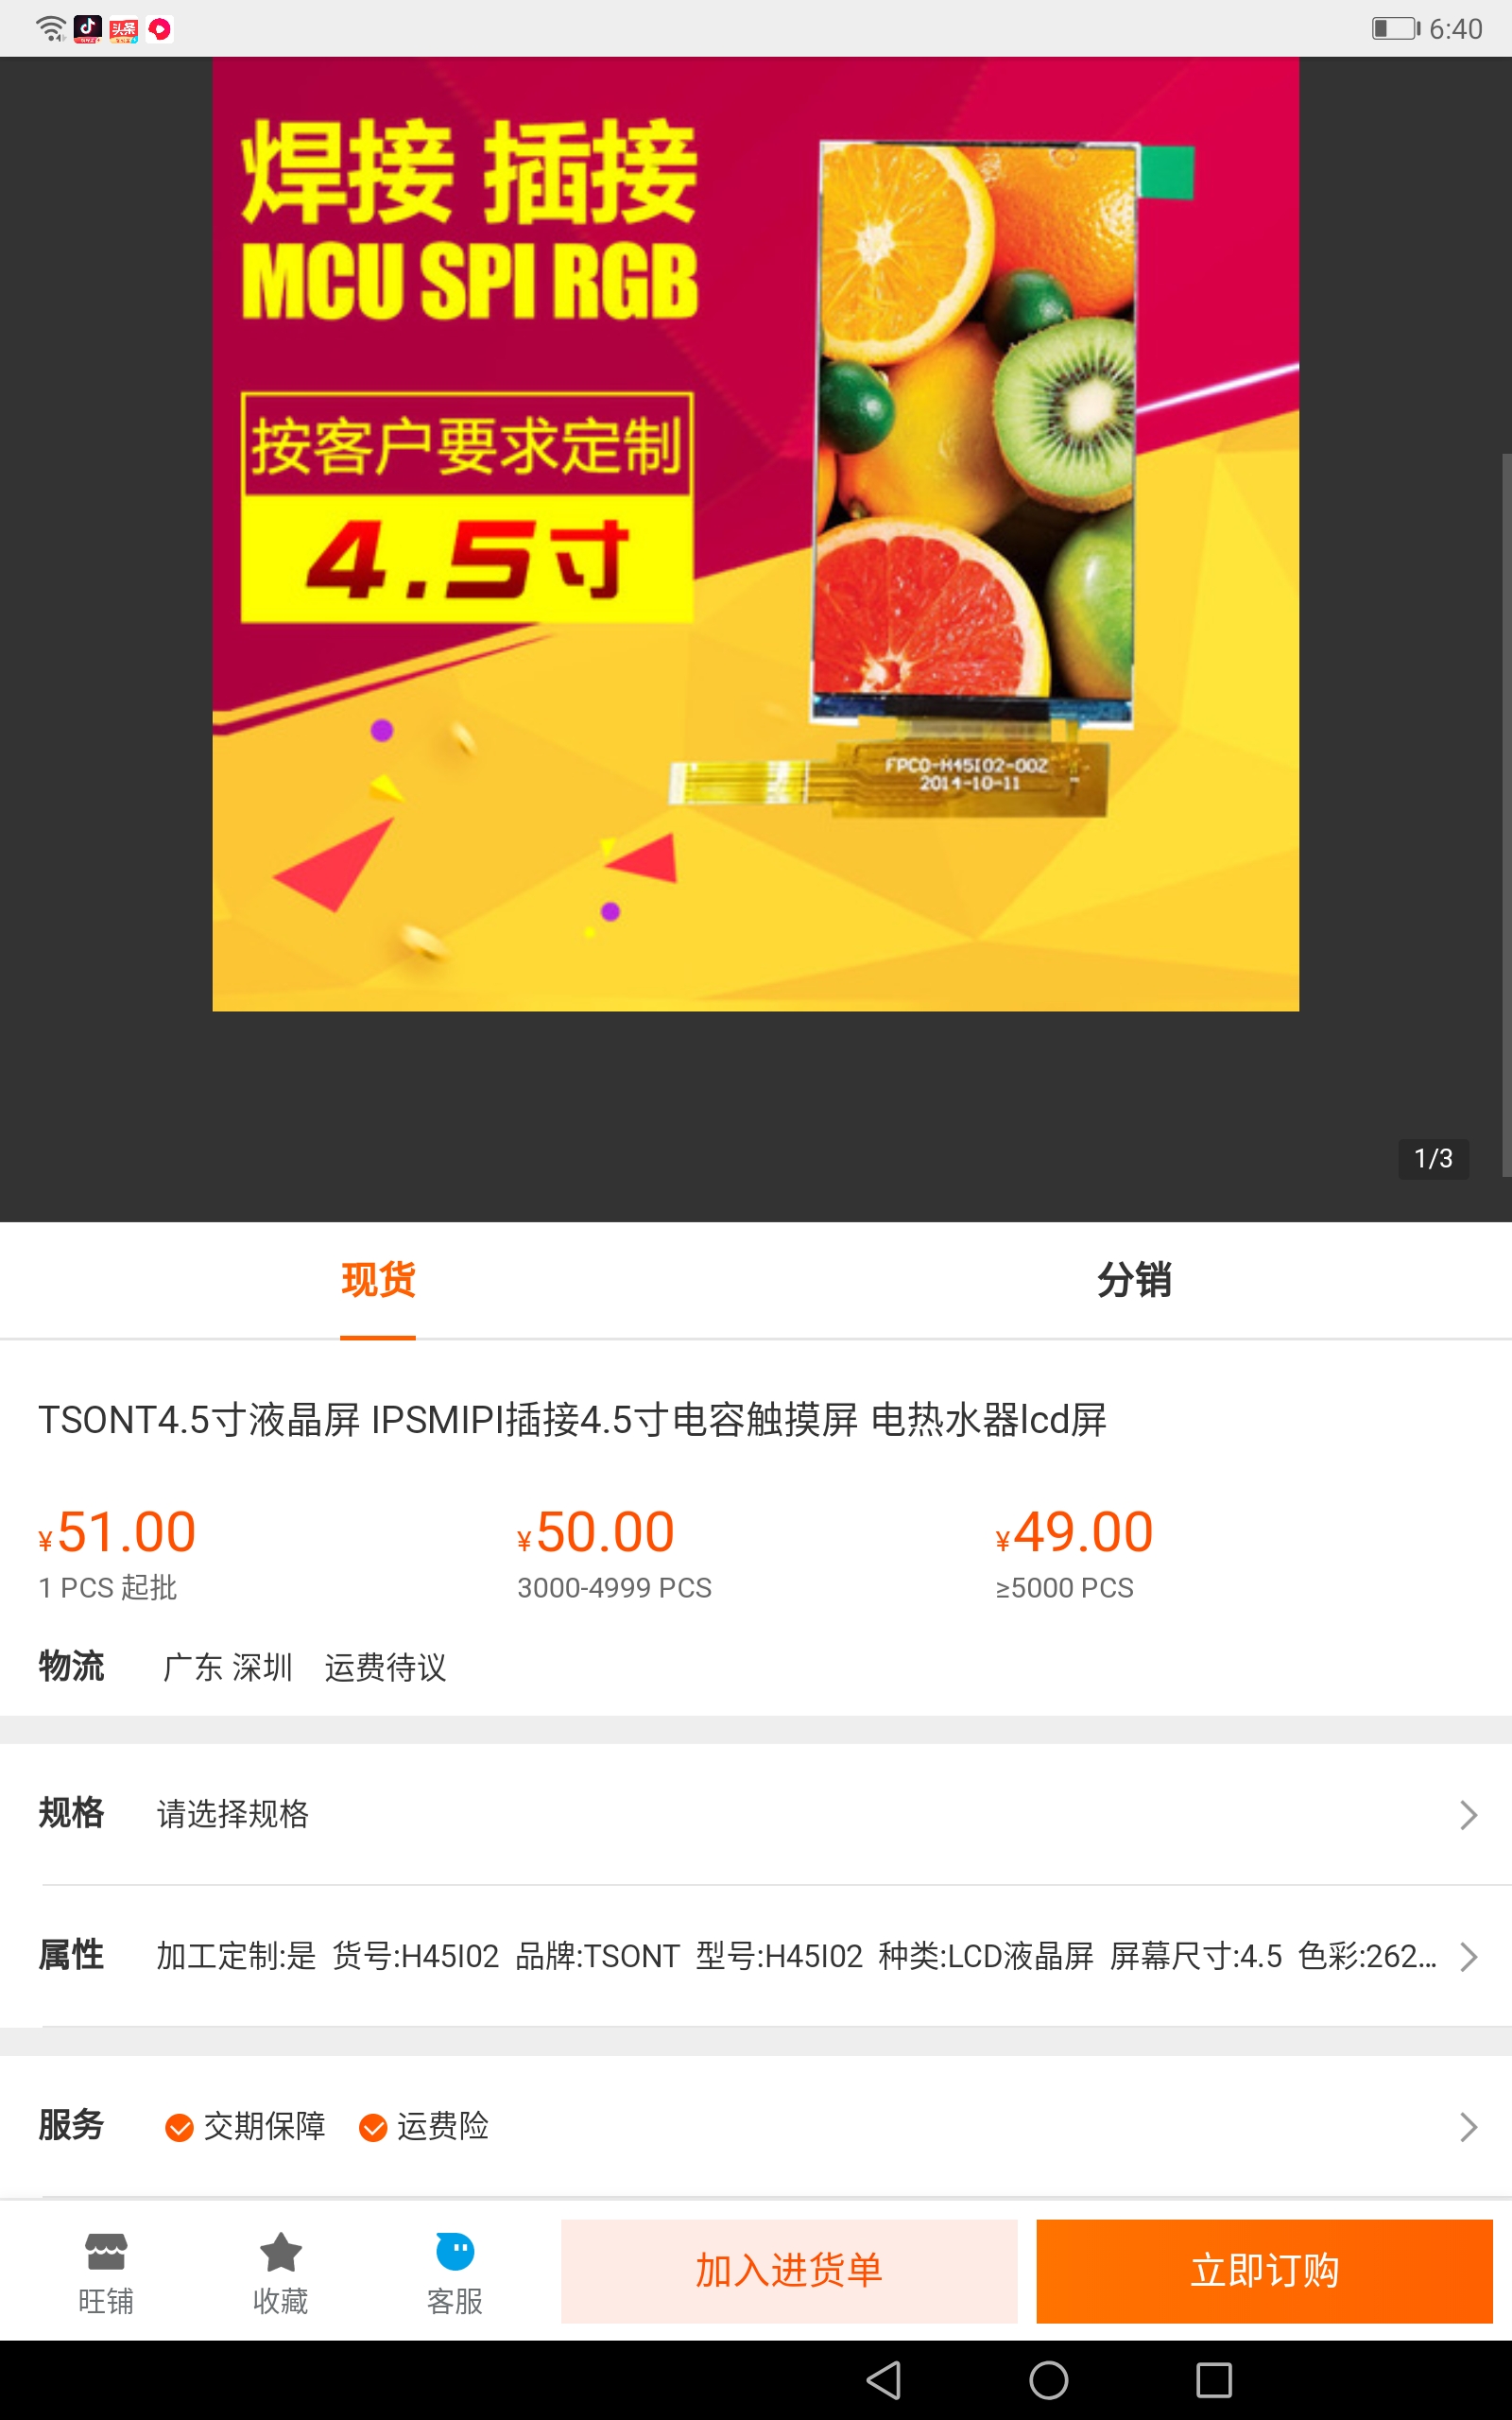 6:40
焊接 插接
MCU SPI RGB
按客户要求定制
4.5寸
FPC0-H45I02-00Z
2014-10-11
1/3
现货 分销
TSONT4.5寸液晶屏 IPSMIPI插接4.5寸电容触摸屏 电热水器lcd屏
¥51.00 ¥50.00 ¥49.00
1 PCS 起批 3000-4999 PCS ≥5000 PCS
物流 广东 深圳 运费待议
规格 请选择规格
属性 加工定制:是 货号:H45I02 品牌:TSONT 型号:H45I02 种类:LCD液晶屏 屏幕尺寸:4.5 色彩:262...
服务 交期保障 运费险
旺铺 收藏 客服 加入进货单 立即订购